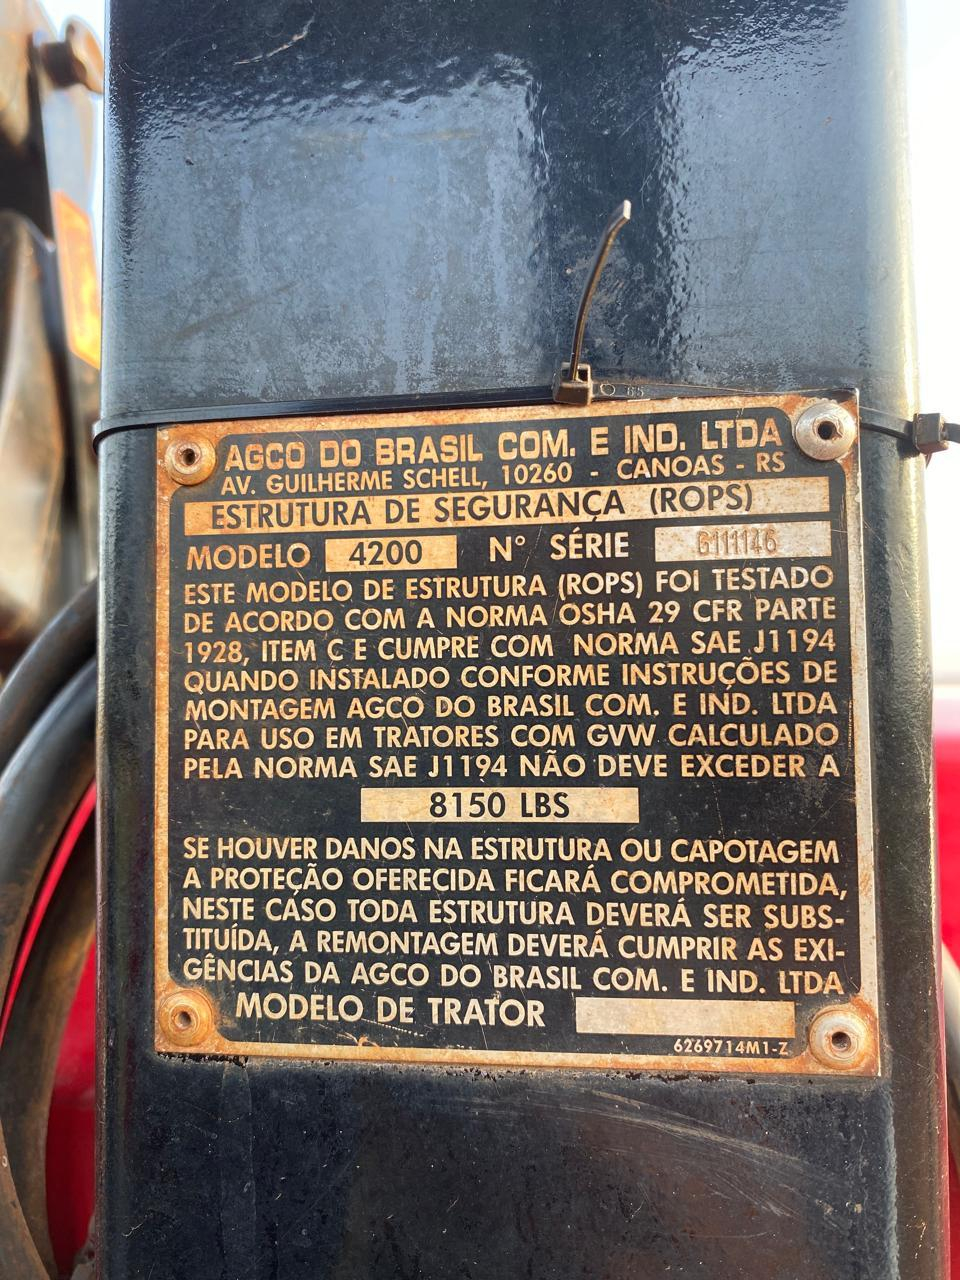 AGCO DO BRASIL COM. E IND. LTDA
AV. GUILHERME SCHELL, 10260 - CANOAS - RS
ESTRUTURA DE SEGURANÇA (ROPS)
MODELO 4200 N° SÉRIE G111146
ESTE MODELO DE ESTRUTURA (ROPS) FOI TESTADO
DE ACORDO COM A NORMA OSHA 29 CFR PARTE
1928, ITEM C E CUMPRE COM NORMA SAE J1194
QUANDO INSTALADO CONFORME INSTRUÇÕES DE
MONTAGEM AGCO DO BRASIL COM. E IND. LTDA
PARA USO EM TRATORES COM GVW CALCULADO
PELA NORMA SAE J1194 NÃO DEVE EXCEDER A
8150 LBS
SE HOUVER DANOS NA ESTRUTURA OU CAPOTAGEM
A PROTEÇÃO OFERECIDA FICARÁ COMPROMETIDA,
NESTE CASO TODA ESTRUTURA DEVERÁ SER SUBS-
TITUÍDA, A REMONTAGEM DEVERÁ CUMPRIR AS EXI-
GÊNCIAS DA AGCO DO BRASIL COM. E IND. LTDA
MODELO DE TRATOR
6269714M1-Z